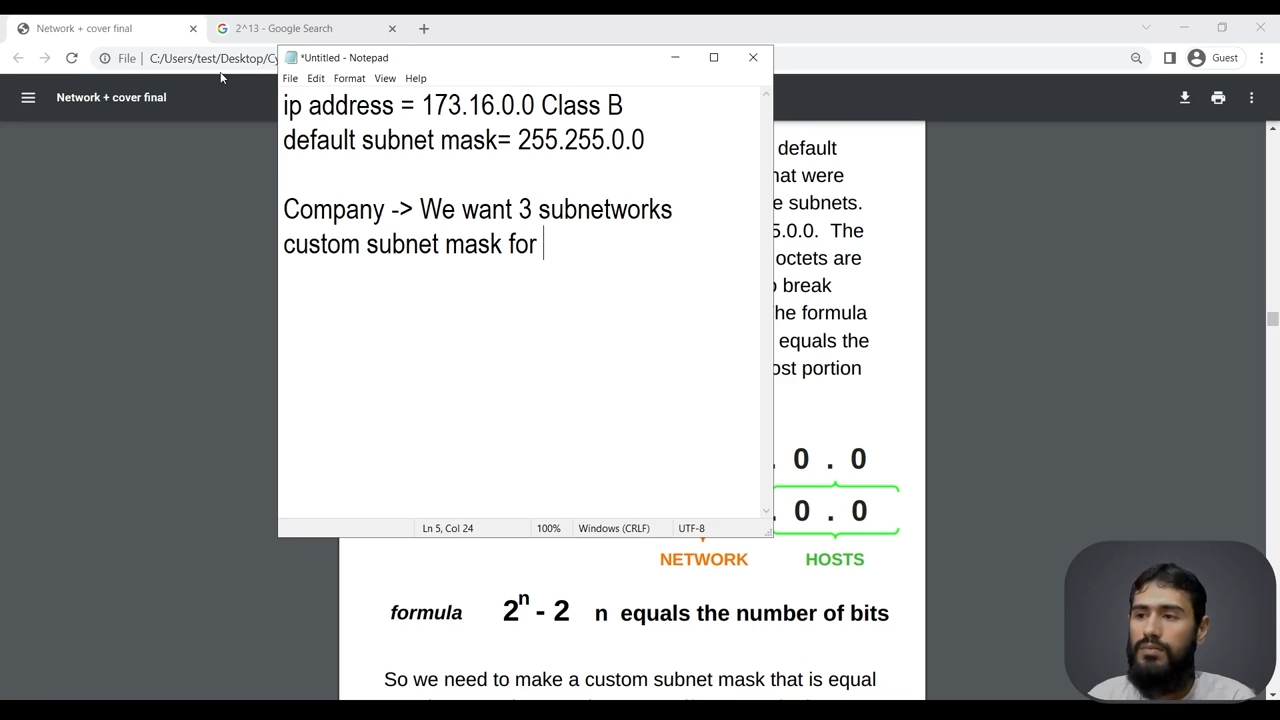 Network + cover final
2^13 - Google Search
File
C:/Users/test/Desktop/Cy
Guest
Network + cover final
*Untitled - Notepad
File Edit Format View Help
ip address = 173.16.0.0 Class B
default subnet mask= 255.255.0.0
Company -> We want 3 subnetworks
custom subnet mask for
Ln 5, Col 24 100% Windows (CRLF) UTF-8
default
hat were
e subnets.
5.0.0. The
octets are
o break
he formula
equals the
ost portion
. 0 . 0
. 0 . 0
NETWORK HOSTS
formula 2ⁿ - 2 n equals the number of bits
So we need to make a custom subnet mask that is equal